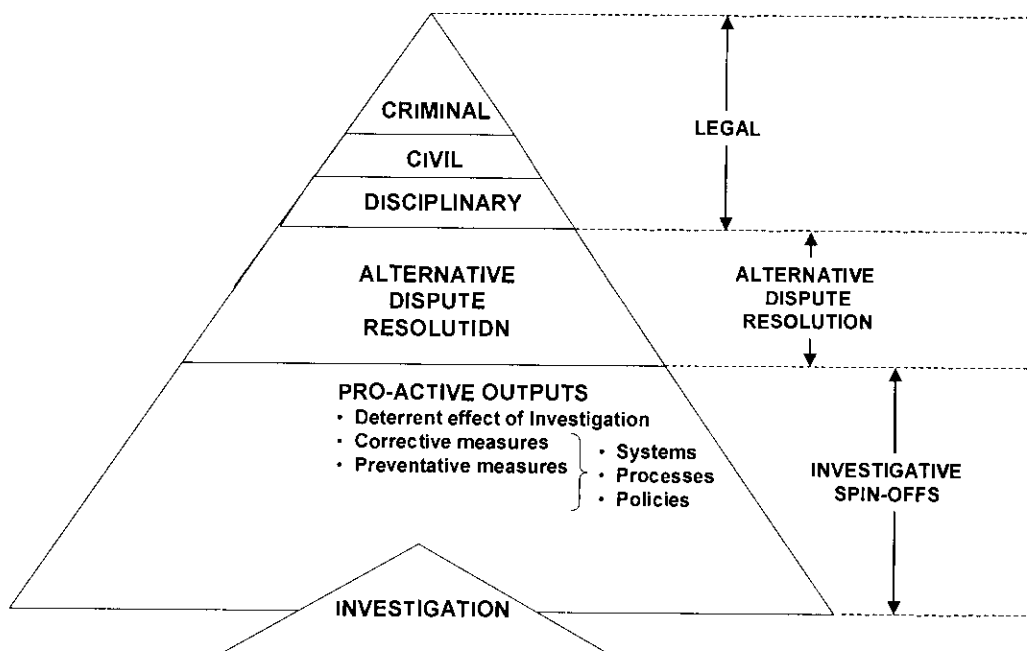 CRIMINAL
CIVIL
DISCIPLINARY
LEGAL
ALTERNATIVE
DISPUTE
RESOLUTIDN
ALTERNATIVE
DISPUTE
RESOLUTION
PRO-ACTIVE OUTPUTS
• Deterrent effect of Investigation
• Corrective measures
• Preventative measures
• Systems
• Processes
• Policies
INVESTIGATIVE
SPIN-OFFS
INVESTIGATION